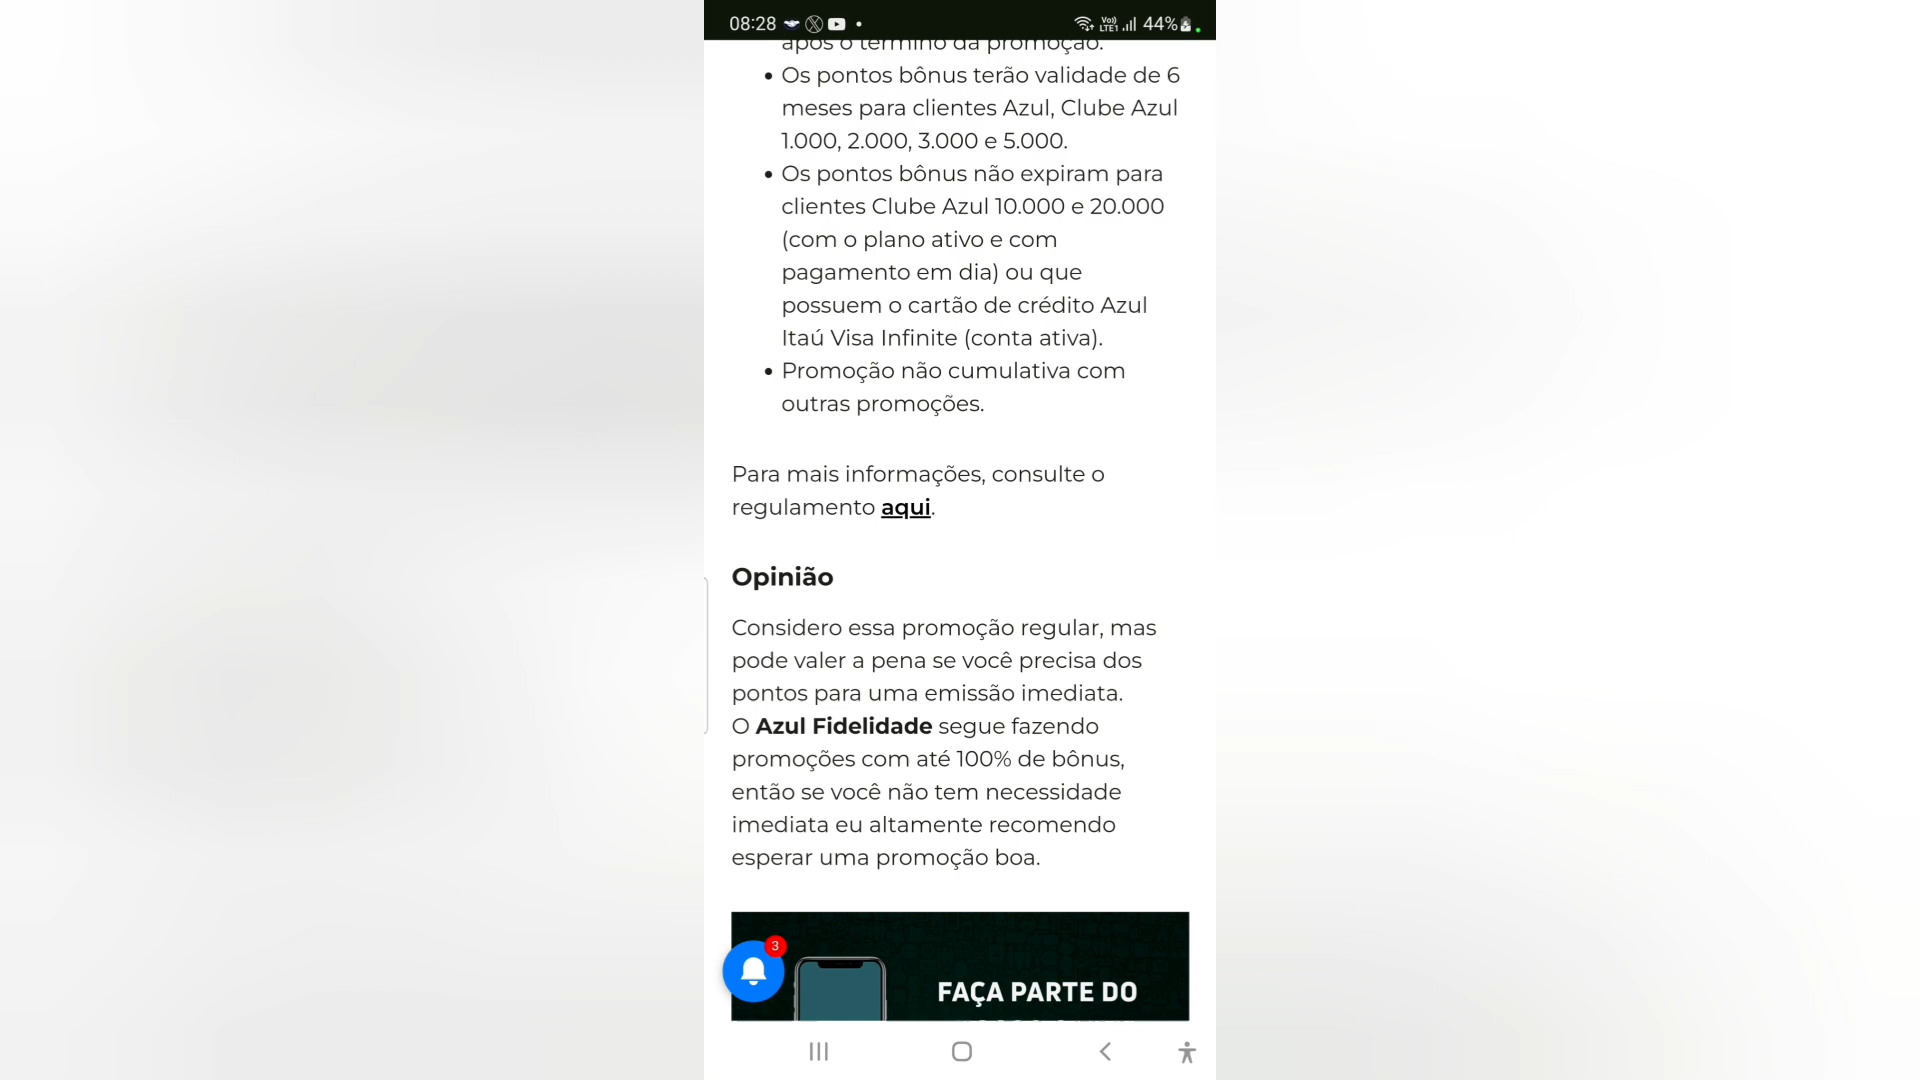 08:28
Vo))
LTE1
44%
após o término da promoção.
• Os pontos bônus terão validade de 6
meses para clientes Azul, Clube Azul
1.000, 2.000, 3.000 e 5.000.
• Os pontos bônus não expiram para
clientes Clube Azul 10.000 e 20.000
(com o plano ativo e com
pagamento em dia) ou que
possuem o cartão de crédito Azul
Itaú Visa Infinite (conta ativa).
• Promoção não cumulativa com
outras promoções.
Para mais informações, consulte o
regulamento aqui.
Opinião
Considero essa promoção regular, mas
pode valer a pena se você precisa dos
pontos para uma emissão imediata.
O Azul Fidelidade segue fazendo
promoções com até 100% de bônus,
então se você não tem necessidade
imediata eu altamente recomendo
esperar uma promoção boa.
3
FAÇA PARTE DO